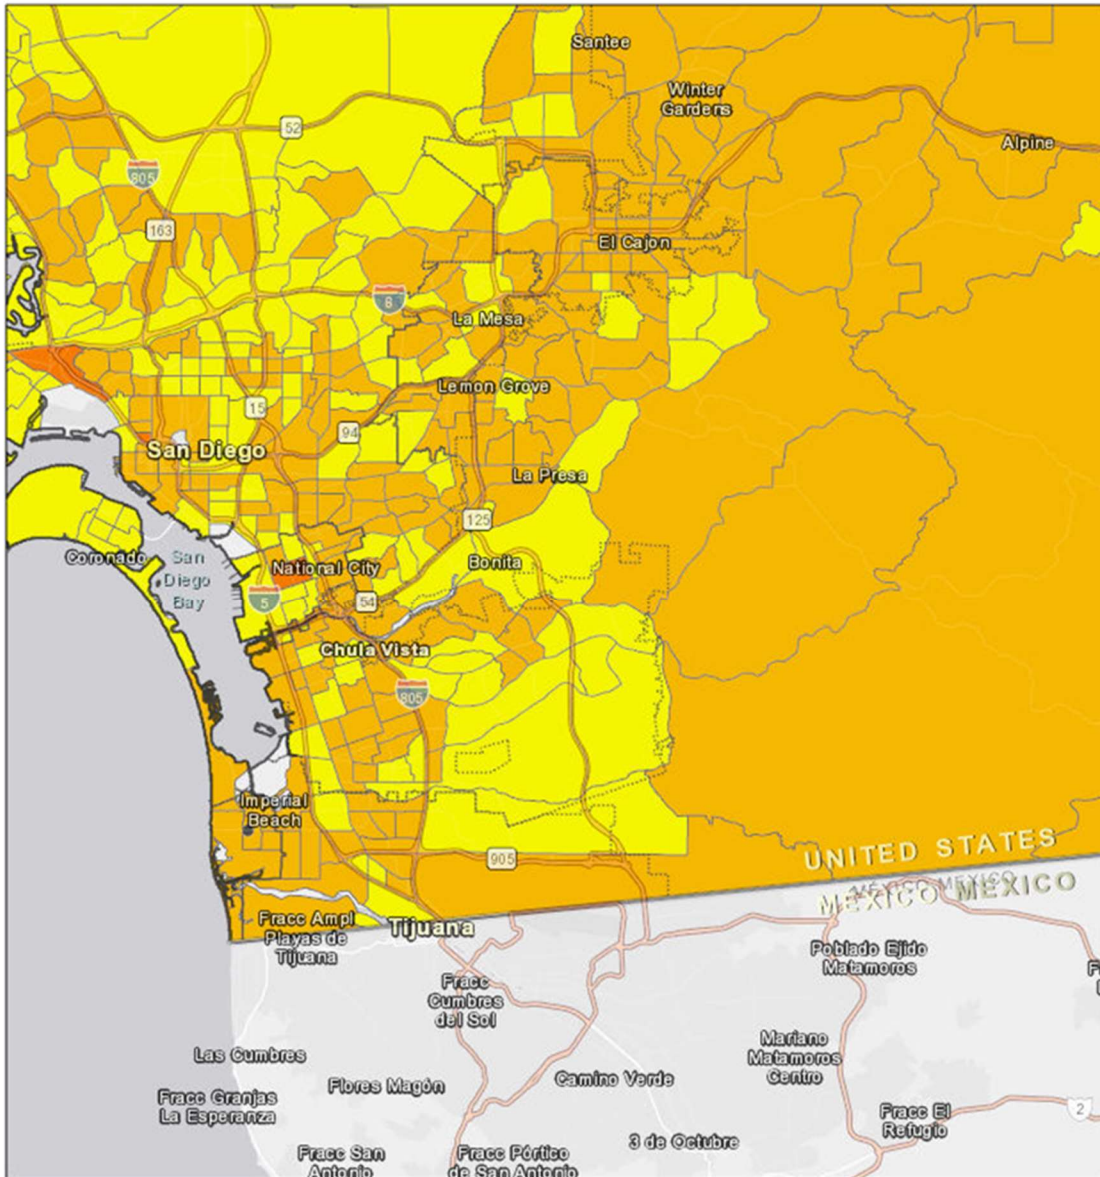 Santee
Winter
Gardens
52
Alpine
805
163
El Cajon
8
La Mesa
Lemon Grove
15
94
San Diego
La Presa
125
Coronado
San
Diego
Bay
National City
Bonita
5
54
Chula Vista
805
Imperial
Beach
905
UNITED STATES
MÉXICO MEXICO
MÉXICO MEXICO
Fracc Ampl
Playas de
Tijuana
Tijuana
Poblado Ejido
Matamoros
Fracc
Cumbres
del Sol
Las Cumbres
Mariano
Matamoros
Centro
Flores Magón
Camino Verde
Fracc Granjas
La Esperanza
2
Fracc El
Refugio
3 de Octubre
Fracc San
Antonio
Fracc Pórtico
de San Antonio